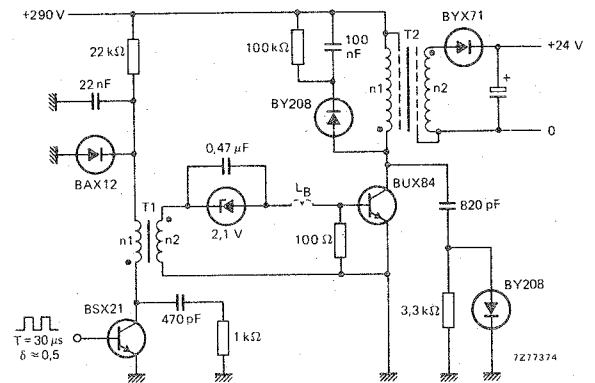 +290 V
BYX71
T2
+24 V
22 kΩ
100 kΩ
100
nF
n1
n2
+
22 nF
BY208
0
BAX12
0,47 µF
LB
BUX84
820 pF
T1
2,1 V
n1
n2
100 Ω
BY208
BSX21
470 pF
1 kΩ
3,3 kΩ
T = 30 µs
δ ≈ 0,5
7Z77374